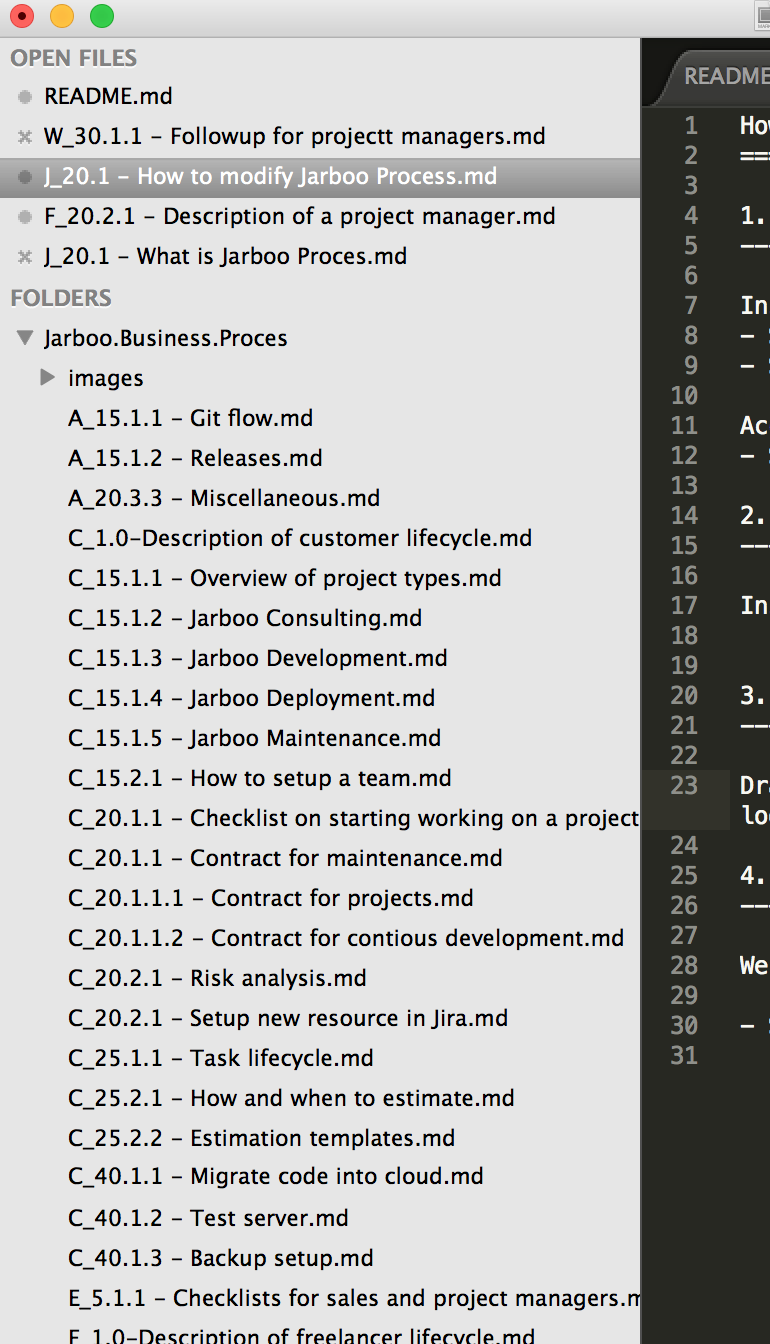 OPEN FILES
README.md
W_30.1.1 – Followup for projectt managers.md
J_20.1 – How to modify Jarboo Process.md
F_20.2.1 – Description of a project manager.md
J_20.1 – What is Jarboo Proces.md
FOLDERS
Jarboo.Business.Proces
images
A_15.1.1 – Git flow.md
A_15.1.2 – Releases.md
A_20.3.3 – Miscellaneous.md
C_1.0–Description of customer lifecycle.md
C_15.1.1 – Overview of project types.md
C_15.1.2 – Jarboo Consulting.md
C_15.1.3 – Jarboo Development.md
C_15.1.4 – Jarboo Deployment.md
C_15.1.5 – Jarboo Maintenance.md
C_15.2.1 – How to setup a team.md
C_20.1.1 – Checklist on starting working on a project
C_20.1.1 – Contract for maintenance.md
C_20.1.1.1 – Contract for projects.md
C_20.1.1.2 – Contract for contious development.md
C_20.2.1 – Risk analysis.md
C_20.2.1 – Setup new resource in Jira.md
C_25.1.1 – Task lifecycle.md
C_25.2.1 – How and when to estimate.md
C_25.2.2 – Estimation templates.md
C_40.1.1 – Migrate code into cloud.md
C_40.1.2 – Test server.md
C_40.1.3 – Backup setup.md
E_5.1.1 – Checklists for sales and project managers.m
F_1.0–Description of freelancer lifecycle.md
README
1 Ho
2 ===
3
4 1.
5 ---
6
7 In
8 –
9 –
10
11 Ac
12 –
13
14 2.
15 ---
16
17 In
18
19
20 3.
21 ---
22
23 Dr
lo
24
25 4.
26 ---
27
28 We
29
30 –
31